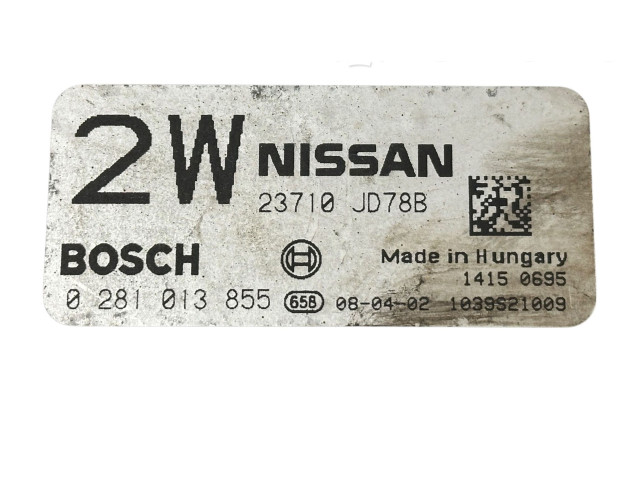 2W NISSAN
23710 JD78B
BOSCH
Made in Hungary
1415 0695
0 281 013 855 658 08-04-02 1039S21009